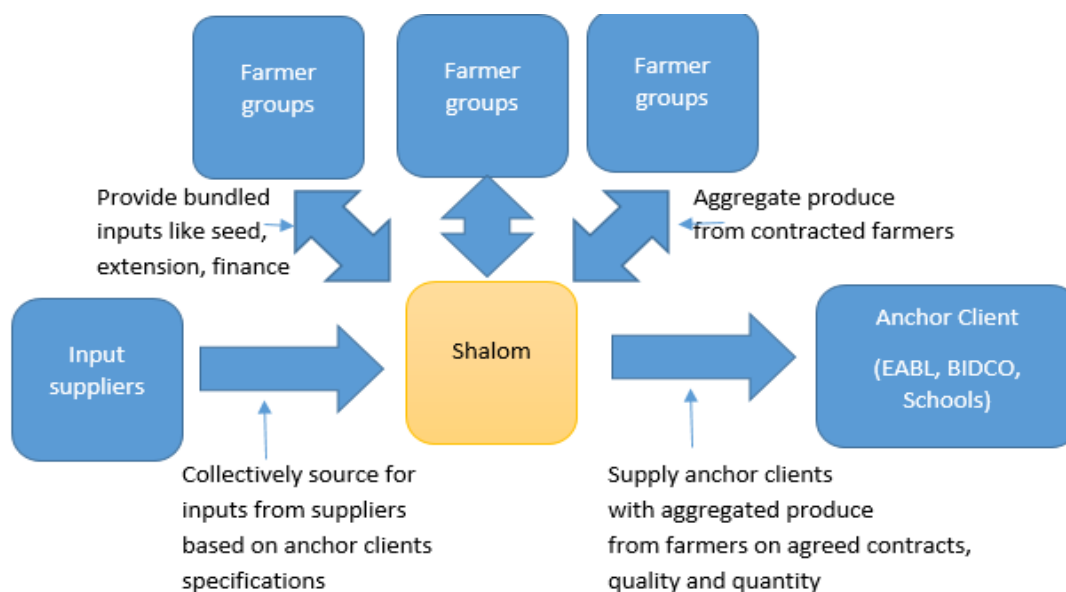 Farmer
groups
Farmer
groups
Farmer
groups
Provide bundled
inputs like seed,
extension, finance
Aggregate produce
from contracted farmers
Input
suppliers
Shalom
Anchor Client
(EABL, BIDCO,
Schools)
Collectively source for
inputs from suppliers
based on anchor clients
specifications
Supply anchor clients
with aggregated produce
from farmers on agreed contracts,
quality and quantity